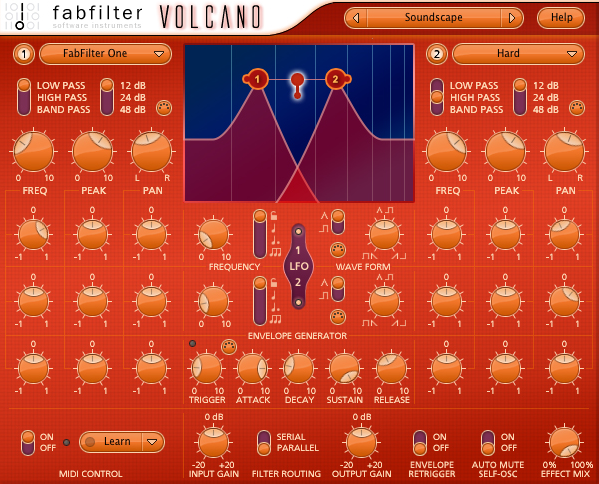 fabfilter VOLCANO
software instruments
Soundscape Help
1 FabFilter One
2 Hard
LOW PASS 12 dB
HIGH PASS 24 dB
BAND PASS 48 dB
1 2
LOW PASS 12 dB
HIGH PASS 24 dB
BAND PASS 48 dB
0 10 0 10 L R
FREQ PEAK PAN
0 10 0 10 L R
FREQ PEAK PAN
0 0 0
-1 1 -1 1 -1 1
0 10
FREQUENCY
1
LFO
2
WAVE FORM
0 0 0
-1 1 -1 1 -1 1
0 0 0
-1 1 -1 1 -1 1
0 10
0 0 0
-1 1 -1 1 -1 1
ENVELOPE GENERATOR
0 0 0
-1 1 -1 1 -1 1
0 10 0 10 0 10 0 10 0 10
TRIGGER ATTACK DECAY SUSTAIN RELEASE
0 0 0
-1 1 -1 1 -1 1
ON
OFF
Learn
MIDI CONTROL
0 dB
-20 +20
INPUT GAIN
SERIAL
PARALLEL
FILTER ROUTING
0 dB
-20 +20
OUTPUT GAIN
ON
OFF
ENVELOPE
RETRIGGER
ON
OFF
AUTO MUTE
SELF-OSC
0% 100%
EFFECT MIX